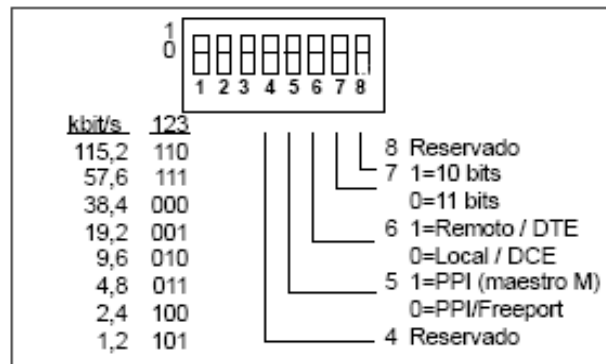 1
0
1 2 3 4 5 6 7 8
kbit/s 123
115,2 110
57,6 111
38,4 000
19,2 001
9,6 010
4,8 011
2,4 100
1,2 101
8 Reservado
7 1=10 bits
0=11 bits
6 1=Remoto / DTE
0=Local / DCE
5 1=PPI (maestro M)
0=PPI/Freeport
4 Reservado